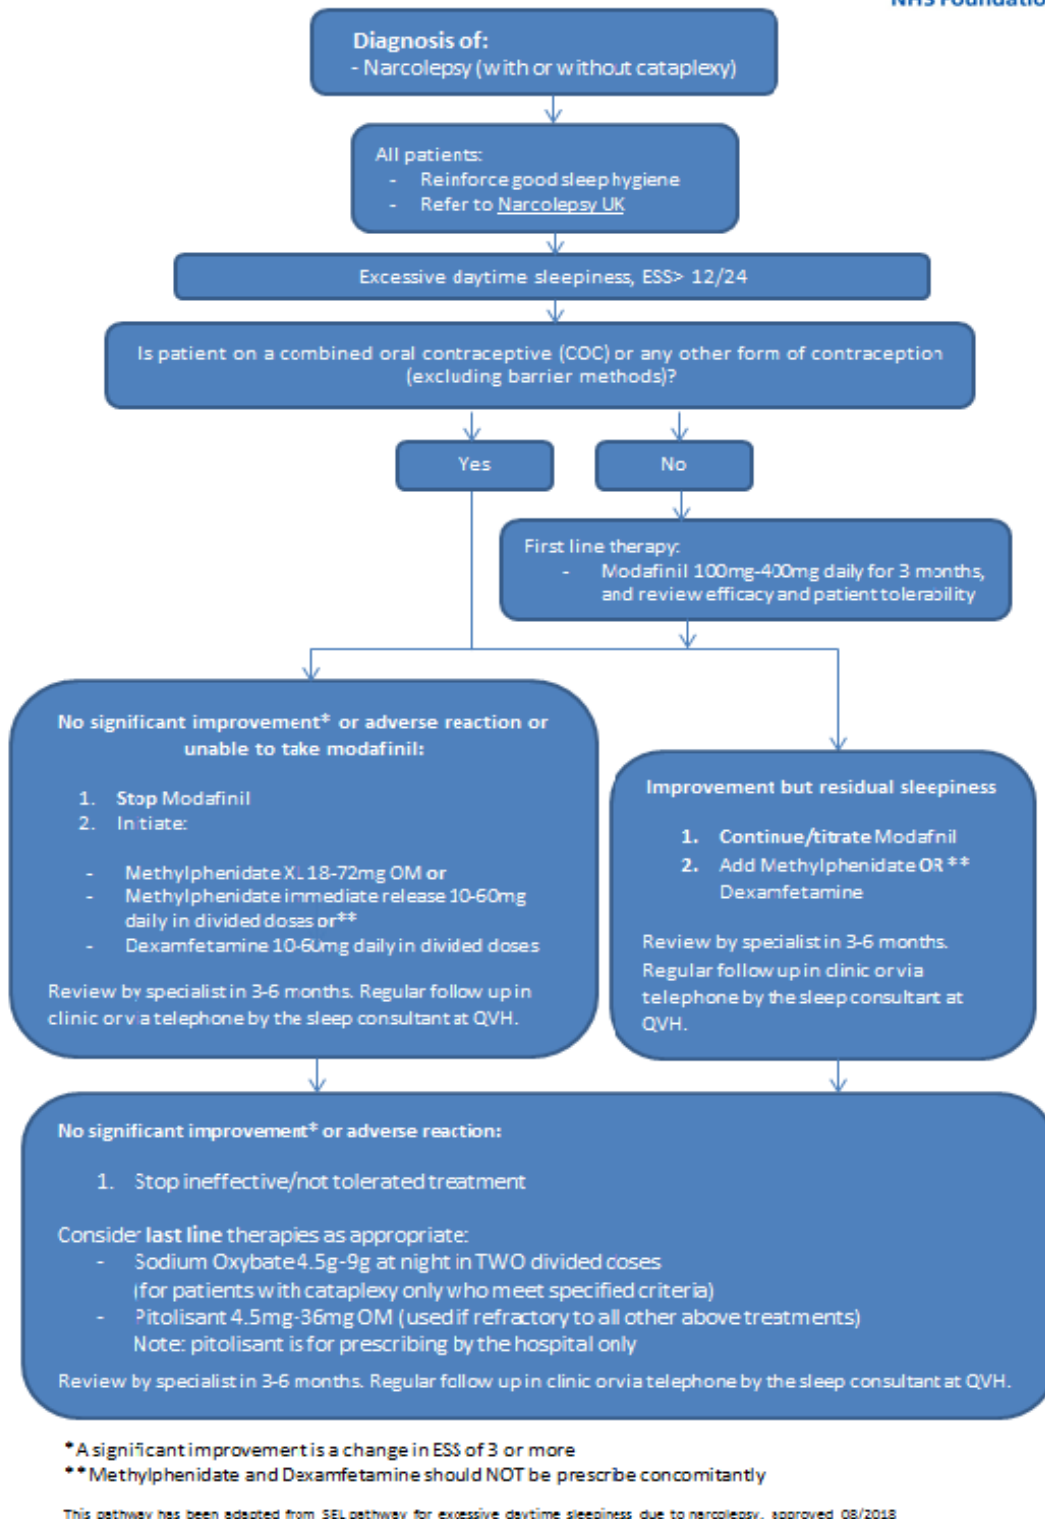 NHS Foundatio
Diagnosis of:
- Narcolepsy (with or without cataplexy)
All patients:
- Reinforce good sleep hygiene
- Refer to Narcolepsy UK
Excessive daytime sleepiness, ESS> 12/24
Is patient on a combined oral contraceptive (COC) or any other form of contraception
(excluding barrier methods)?
Yes
No
First line therapy:
- Modafinil 100mg-400mg daily for 3 months,
and review efficacy and patient tolerability
No significant improvement* or adverse reaction or
unable to take modafinil:
1. Stop Modafinil
2. Initiate:
- Methylphenidate XL 18-72mg OM or
- Methylphenidate immediate release 10-60mg
daily in divided doses or**
- Dexamfetamine 10-60mg daily in divided doses
Review by specialist in 3-6 months. Regular follow up in
clinic or via telephone by the sleep consultant at QVH.
Improvement but residual sleepiness
1. Continue/titrate Modafnil
2. Add Methylphenidate OR **
Dexamfetamine
Review by specialist in 3-6 months.
Regular follow up in clinic or via
telephone by the sleep consultant at
QVH.
No significant improvement* or adverse reaction:
1. Stop ineffective/not tolerated treatment
Consider last line therapies as appropriate:
- Sodium Oxybate 4.5g-9g at night in TWO divided doses
(for patients with cataplexy only who meet specified criteria)
- Pitolisant 4.5mg-36mg OM (used if refractory to all other above treatments)
Note: pitolisant is for prescribing by the hospital only
Review by specialist in 3-6 months. Regular follow up in clinic or via telephone by the sleep consultant at QVH.
*A significant improvement is a change in ESS of 3 or more
**Methylphenidate and Dexamfetamine should NOT be prescribe concomitantly
This pathway has been adapted from SEL pathway for excessive daytime sleepiness due to narcolepsy, approved 08/2018